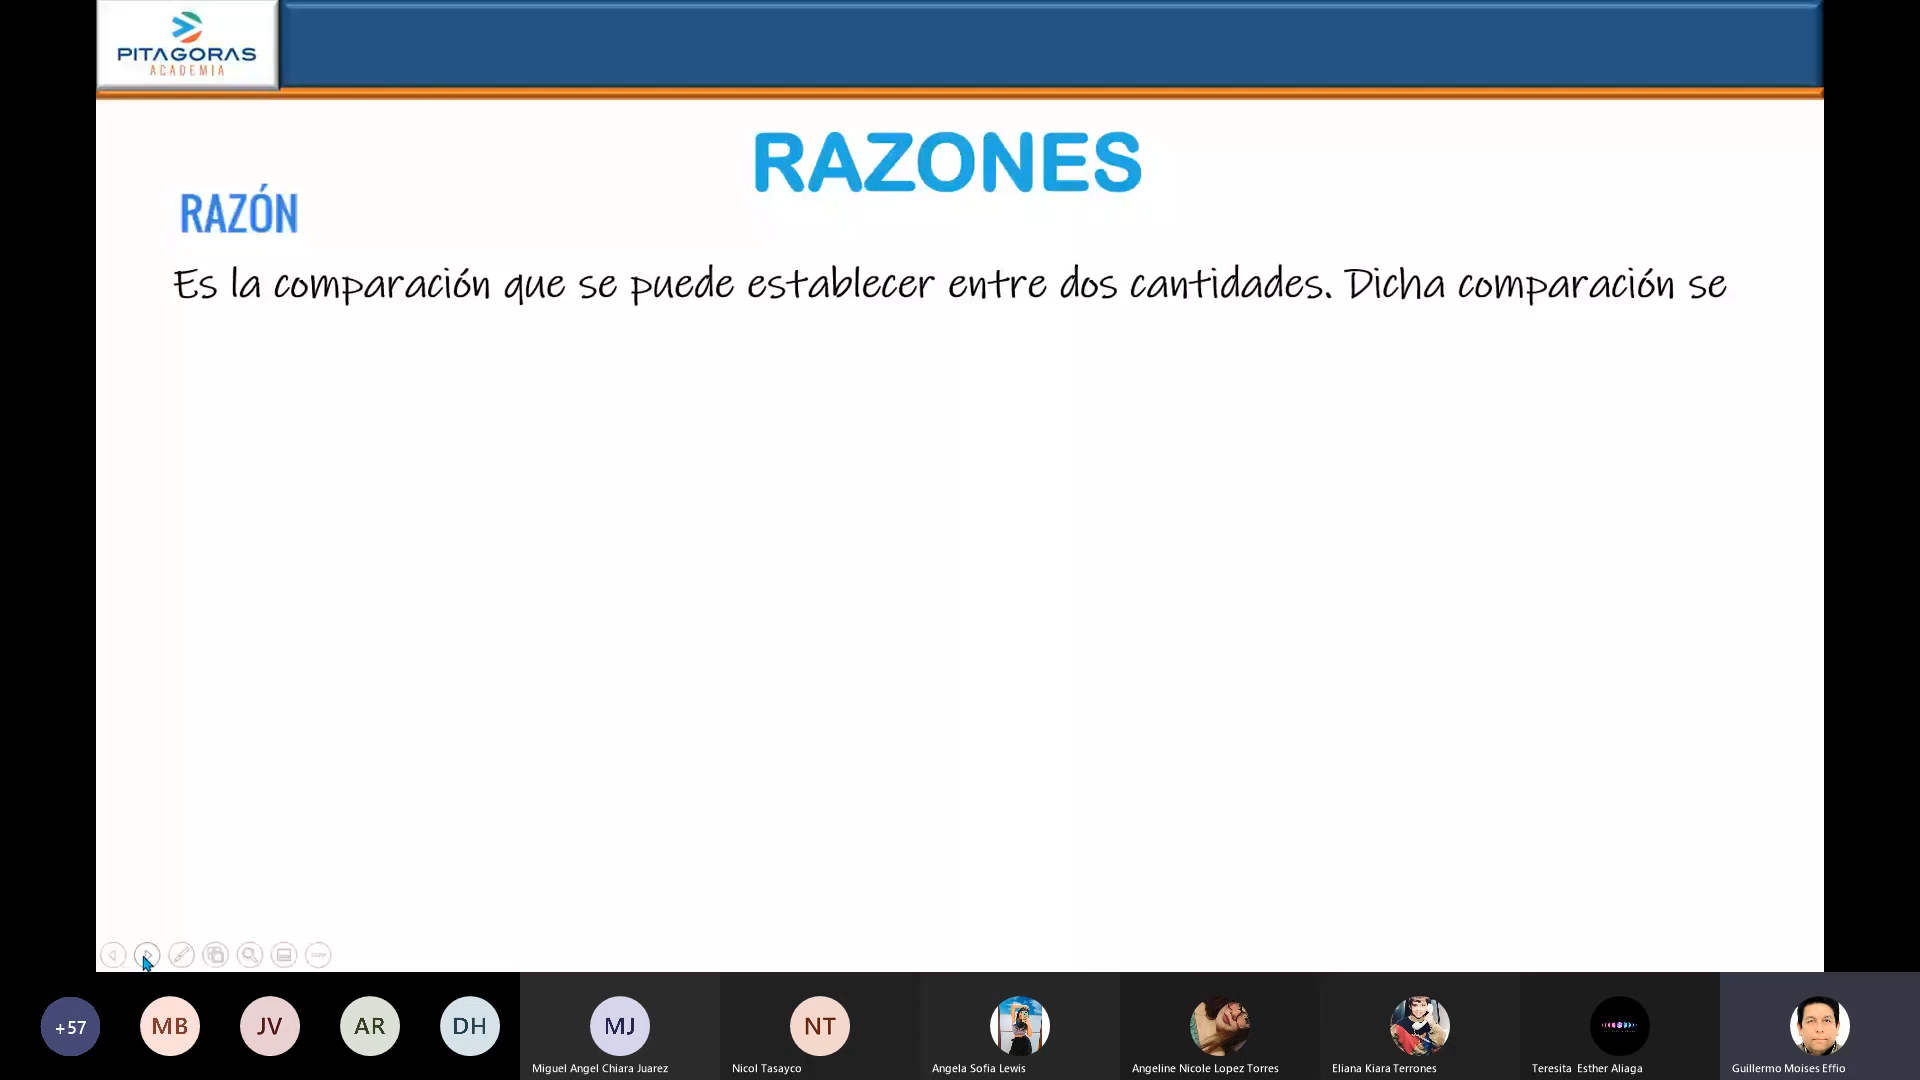 PITAGORAS
ACADEMIA
RAZONES
RAZÓN
Es la comparación que se puede establecer entre dos cantidades. Dicha comparación se
+57
MB
JV
AR
DH
MJ
NT
Miguel Angel Chiara Juarez
Nicol Tasayco
Angela Sofia Lewis
Angeline Nicole Lopez Torres
Eliana Kiara Terrones
Teresita Esther Aliaga
Guillermo Moises Effio